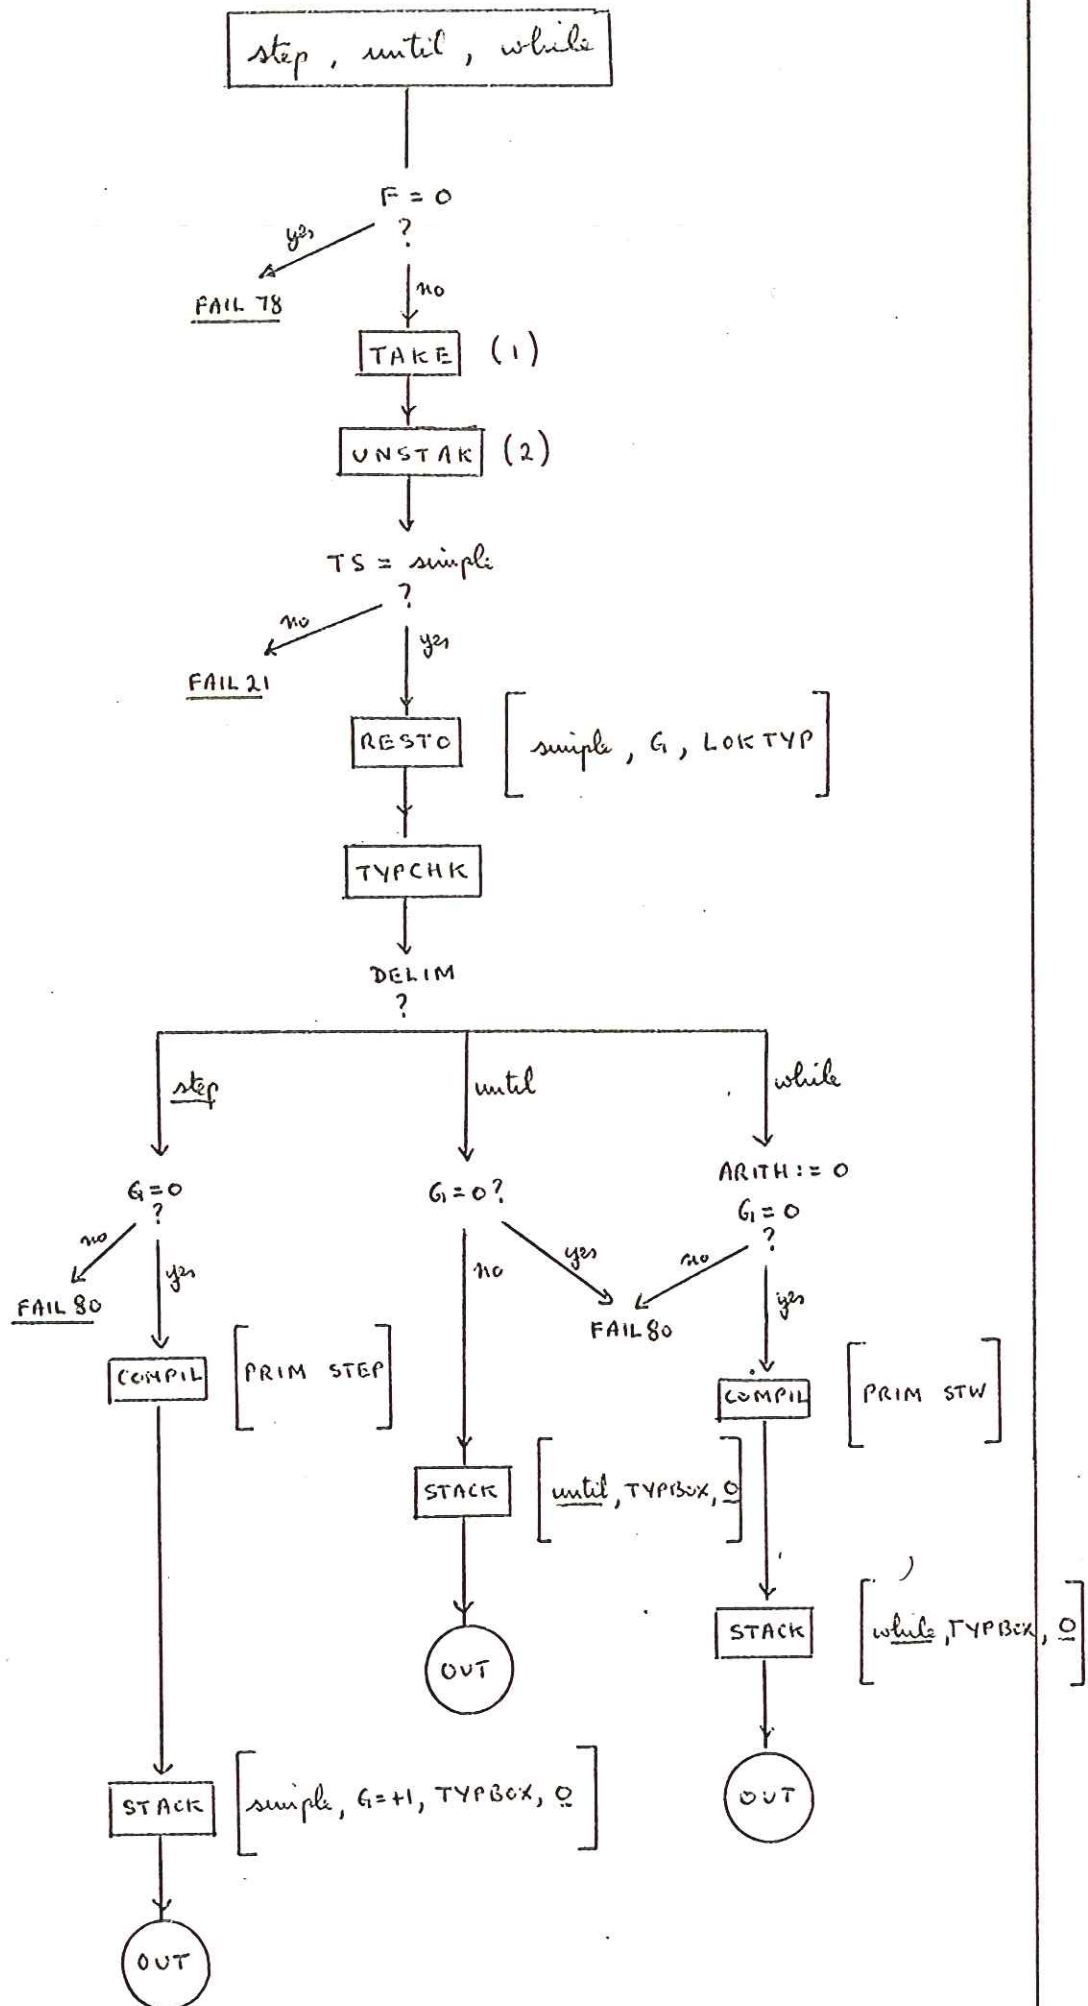 step , until , while
F = 0
?
yes
no
FAIL 78
TAKE (1)
UNSTAK (2)
TS = simple
?
no
yes
FAIL 21
RESTO [simple, G, LOKTYP]
TYPCHK
DELIM
?
step
until
while
G=0
?
no
yes
FAIL 80
COMPIL [PRIM STEP]
STACK [simple, G=+1, TYPBOX, 0]
OUT
G=0?
no
yes
FAIL 80
STACK [until, TYPBOX, 0]
OUT
ARITH := 0
G=0
?
no
yes
COMPIL [PRIM STW]
STACK [while, TYPBOX, 0]
OUT